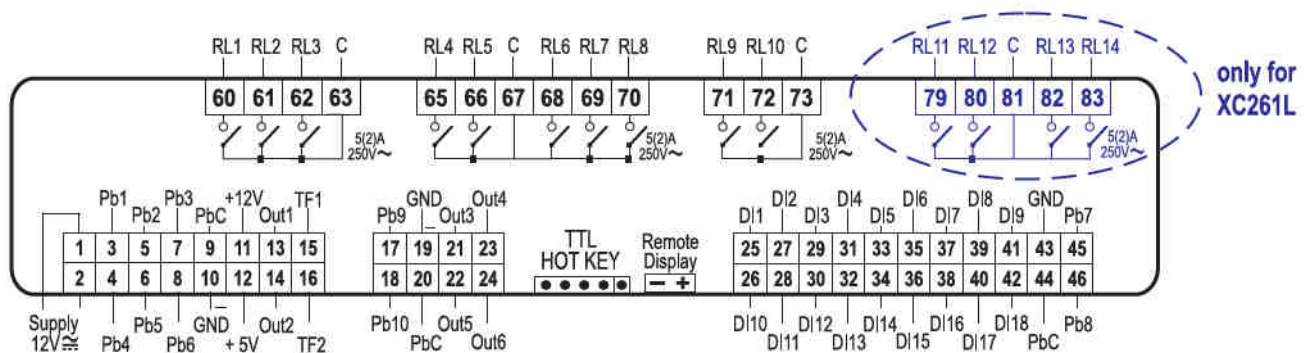 RL1 RL2 RL3 C RL4 RL5 C RL6 RL7 RL8 RL9 RL10 C RL11 RL12 C RL13 RL14
only for
XC261L
60 61 62 63 65 66 67 68 69 70 71 72 73 79 80 81 82 83
5(2)A 5(2)A 5(2)A 5(2)A
250V~ 250V~ 250V~ 250V~
Pb1 Pb3 +12V TF1 GND Out4 DI2 DI4 DI6 DI8 GND
Pb2 PbC Out1 Pb9 _ Out3 DI1 DI3 DI5 DI7 DI9 Pb7
1 3 5 7 9 11 13 15 17 19 21 23 TTL Remote 25 27 29 31 33 35 37 39 41 43 45
HOT KEY Display
2 4 6 8 10 12 14 16 18 20 22 24 − + 26 28 30 32 34 36 38 40 42 44 46
Supply Pb5 _ GND Out2 Pb10 Out5 DI10 DI12 DI14 DI16 DI18 Pb8
12V≂ Pb4 Pb6 + 5V TF2 PbC Out6 DI11 DI13 DI15 DI17 PbC